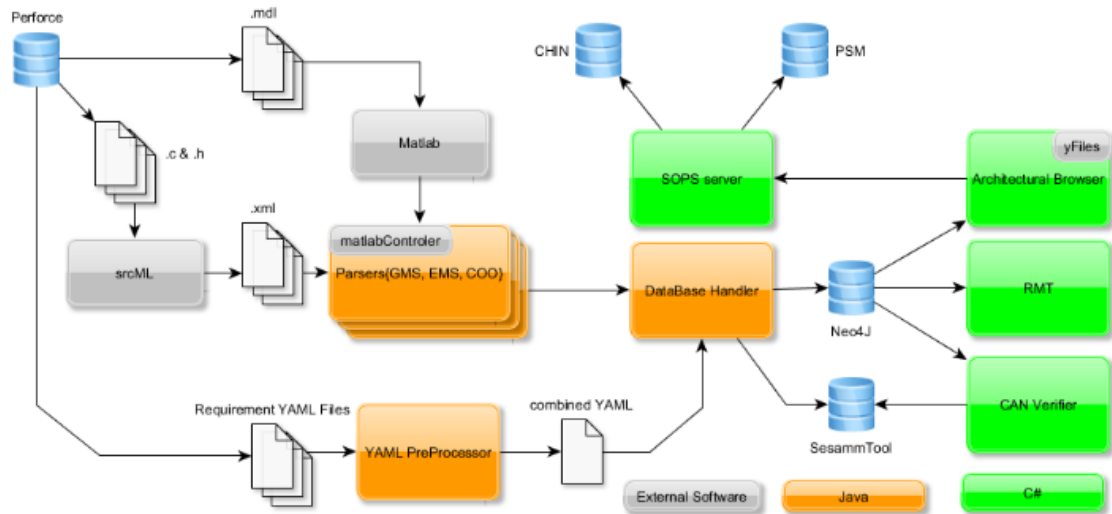 Perforce
.mdl
CHIN
PSM
.c & .h
Matlab
SOPS server
yFiles
Architectural Browser
.xml
matlabControler
srcML
Parsers{GMS, EMS, COO}
DataBase Handler
Neo4J
RMT
Requirement YAML Files
combined YAML
YAML PreProcessor
SesammTool
CAN Verifier
External Software
Java
C#